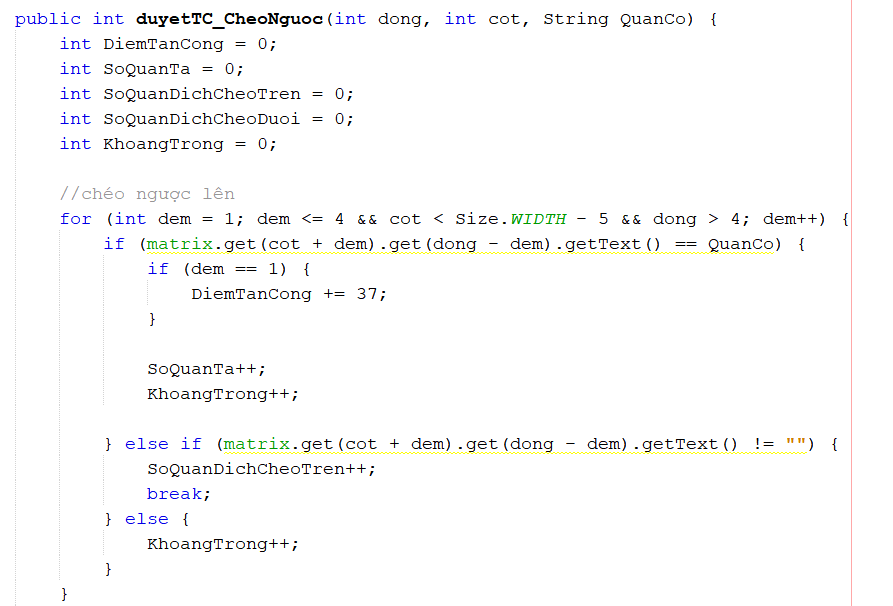 public int duyetTC_CheoNguoc(int dong, int cot, String QuanCo) {
    int DiemTanCong = 0;
    int SoQuanTa = 0;
    int SoQuanDichCheoTren = 0;
    int SoQuanDichCheoDuoi = 0;
    int KhoangTrong = 0;

    //chéo ngược lên
    for (int dem = 1; dem <= 4 && cot < Size.WIDTH - 5 && dong > 4; dem++) {
        if (matrix.get(cot + dem).get(dong - dem).getText() == QuanCo) {
            if (dem == 1) {
                DiemTanCong += 37;
            }

            SoQuanTa++;
            KhoangTrong++;

        } else if (matrix.get(cot + dem).get(dong - dem).getText() != "") {
            SoQuanDichCheoTren++;
            break;
        } else {
            KhoangTrong++;
        }
    }